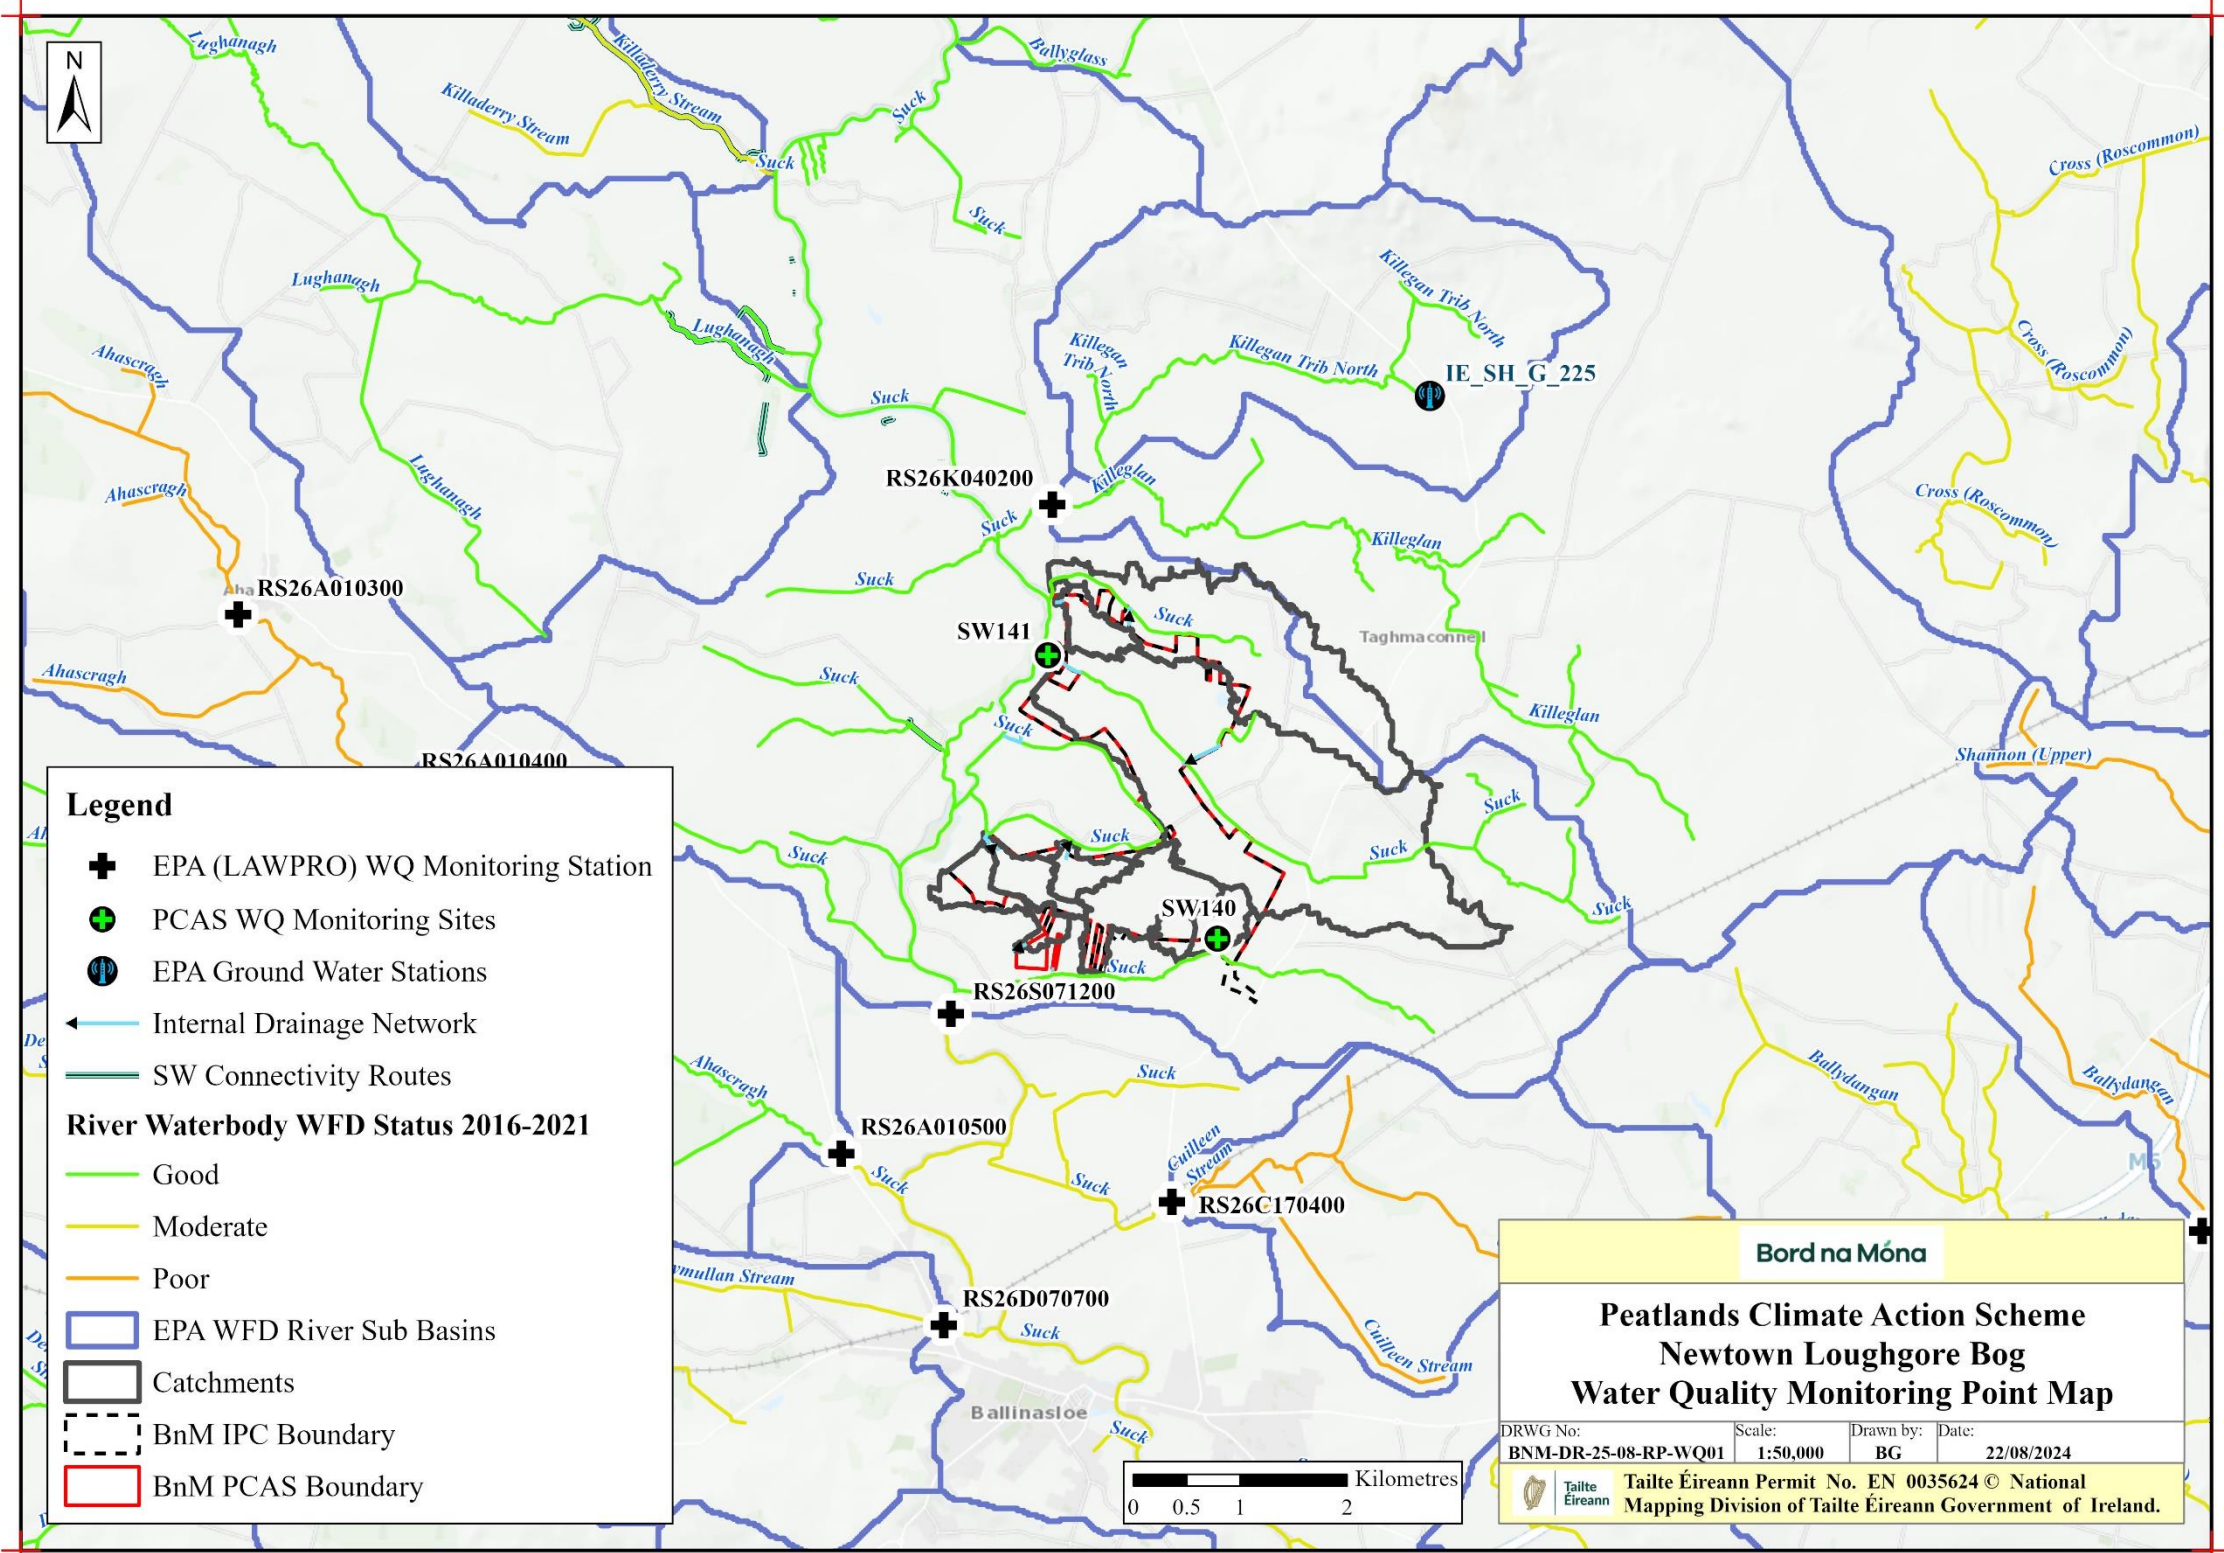 Lughanagh
Killaderry Stream
Ballyglass
N
Killaderry Stream
Suck
Cross (Roscommon)
Suck
Suck
Killegan Trib North
Lughanagh
Lughanagh
Killegan
Trib North
Killegan Trib North
Cross (Roscommon)
Ahascragh
IE_SH_G_225
Suck
RS26K040200
Killeglan
Lughanagh
Ahascragh
Cross (Roscommon)
Suck
Killeglan
Suck
RS26A010300
SW141
Suck
Taghmaconnell
Ahascragh
Suck
Suck
Killeglan
Shannon (Upper)
RS26A010400
Suck
Suck
Suck
Suck
Suck
SW140
Suck
RS26S071200
Ahascragh
Suck
Ballydangan
Ballydangan
RS26A010500
Cuilleen
Stream
M6
Suck
Suck
RS26C170400
ymullan Stream
RS26D070700
Suck
Cuilleen Stream
Ballinasloe
Suck
Legend
EPA (LAWPRO) WQ Monitoring Station
PCAS WQ Monitoring Sites
EPA Ground Water Stations
Internal Drainage Network
SW Connectivity Routes
River Waterbody WFD Status 2016-2021
Good
Moderate
Poor
EPA WFD River Sub Basins
Catchments
BnM IPC Boundary
BnM PCAS Boundary
Kilometres
0 0.5 1 2
Bord na Móna
Peatlands Climate Action Scheme
Newtown Loughgore Bog
Water Quality Monitoring Point Map
DRWG No: Scale: Drawn by: Date:
BNM-DR-25-08-RP-WQ01 1:50,000 BG 22/08/2024
Tailte
Éireann
Tailte Éireann Permit No. EN 0035624 © National
Mapping Division of Tailte Éireann Government of Ireland.